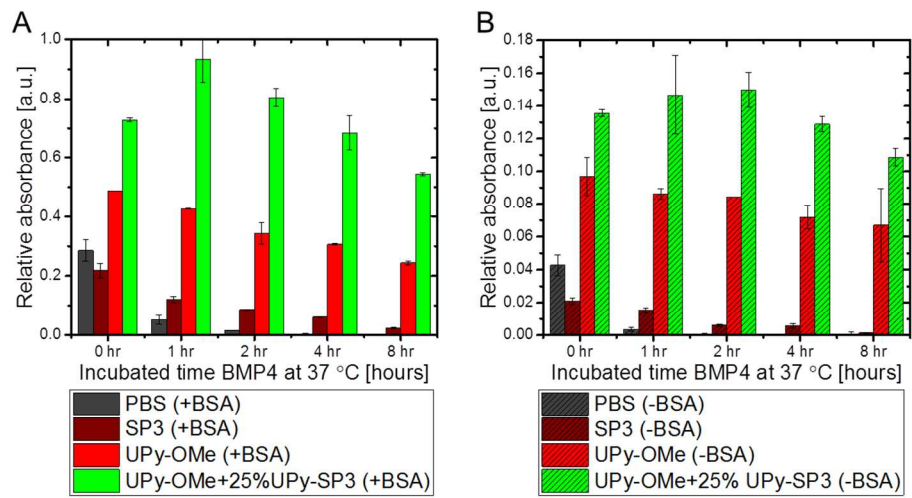 A
Relative absorbance [a.u.]
1.0
0.8
0.6
0.4
0.2
0.0
0 hr 1 hr 2 hr 4 hr 8 hr
Incubated time BMP4 at 37 °C [hours]
PBS (+BSA)
SP3 (+BSA)
UPy-OMe (+BSA)
UPy-OMe+25%UPy-SP3 (+BSA)
B
Relative absorbance [a.u.]
0.18
0.16
0.14
0.12
0.10
0.08
0.06
0.04
0.02
0.00
0 hr 1 hr 2 hr 4 hr 8 hr
Incubated time BMP4 at 37 °C [hours]
PBS (-BSA)
SP3 (-BSA)
UPy-OMe (-BSA)
UPy-OMe+25% UPy-SP3 (-BSA)